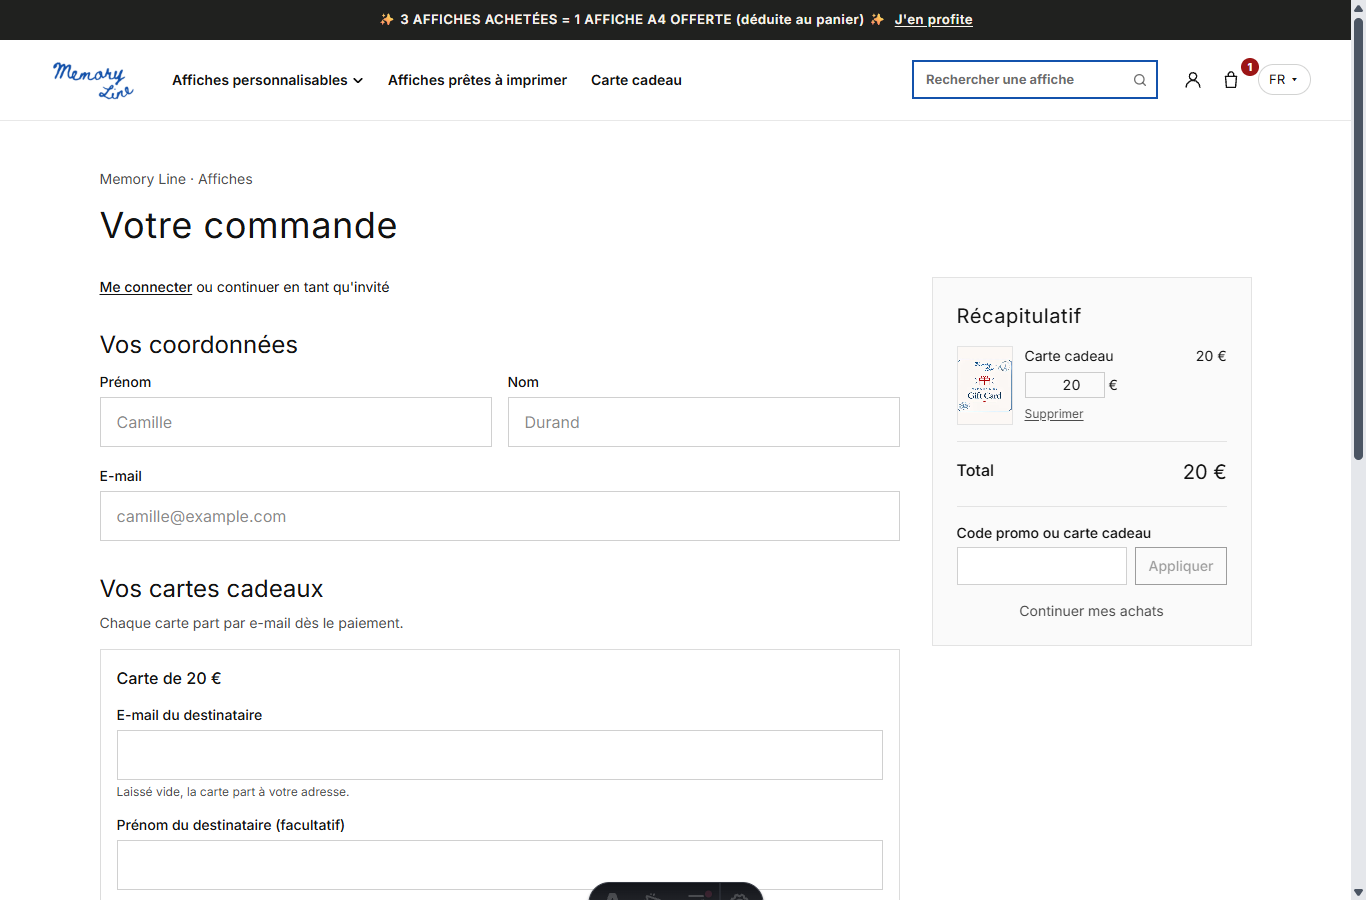 ✨ 3 AFFICHES ACHETÉES = 1 AFFICHE A4 OFFERTE (déduite au panier) ✨ J'en profite
Memory Line
Affiches personnalisables
Affiches prêtes à imprimer
Carte cadeau
Rechercher une affiche
1
FR
Memory Line · Affiches
Votre commande
Me connecter ou continuer en tant qu'invité
Vos coordonnées
Prénom
Nom
Camille
Durand
E-mail
camille@example.com
Vos cartes cadeaux
Chaque carte part par e-mail dès le paiement.
Carte de 20 €
E-mail du destinataire
Laissé vide, la carte part à votre adresse.
Prénom du destinataire (facultatif)
Récapitulatif
Gift Card
Carte cadeau
20 €
20 €
Supprimer
Total
20 €
Code promo ou carte cadeau
Appliquer
Continuer mes achats